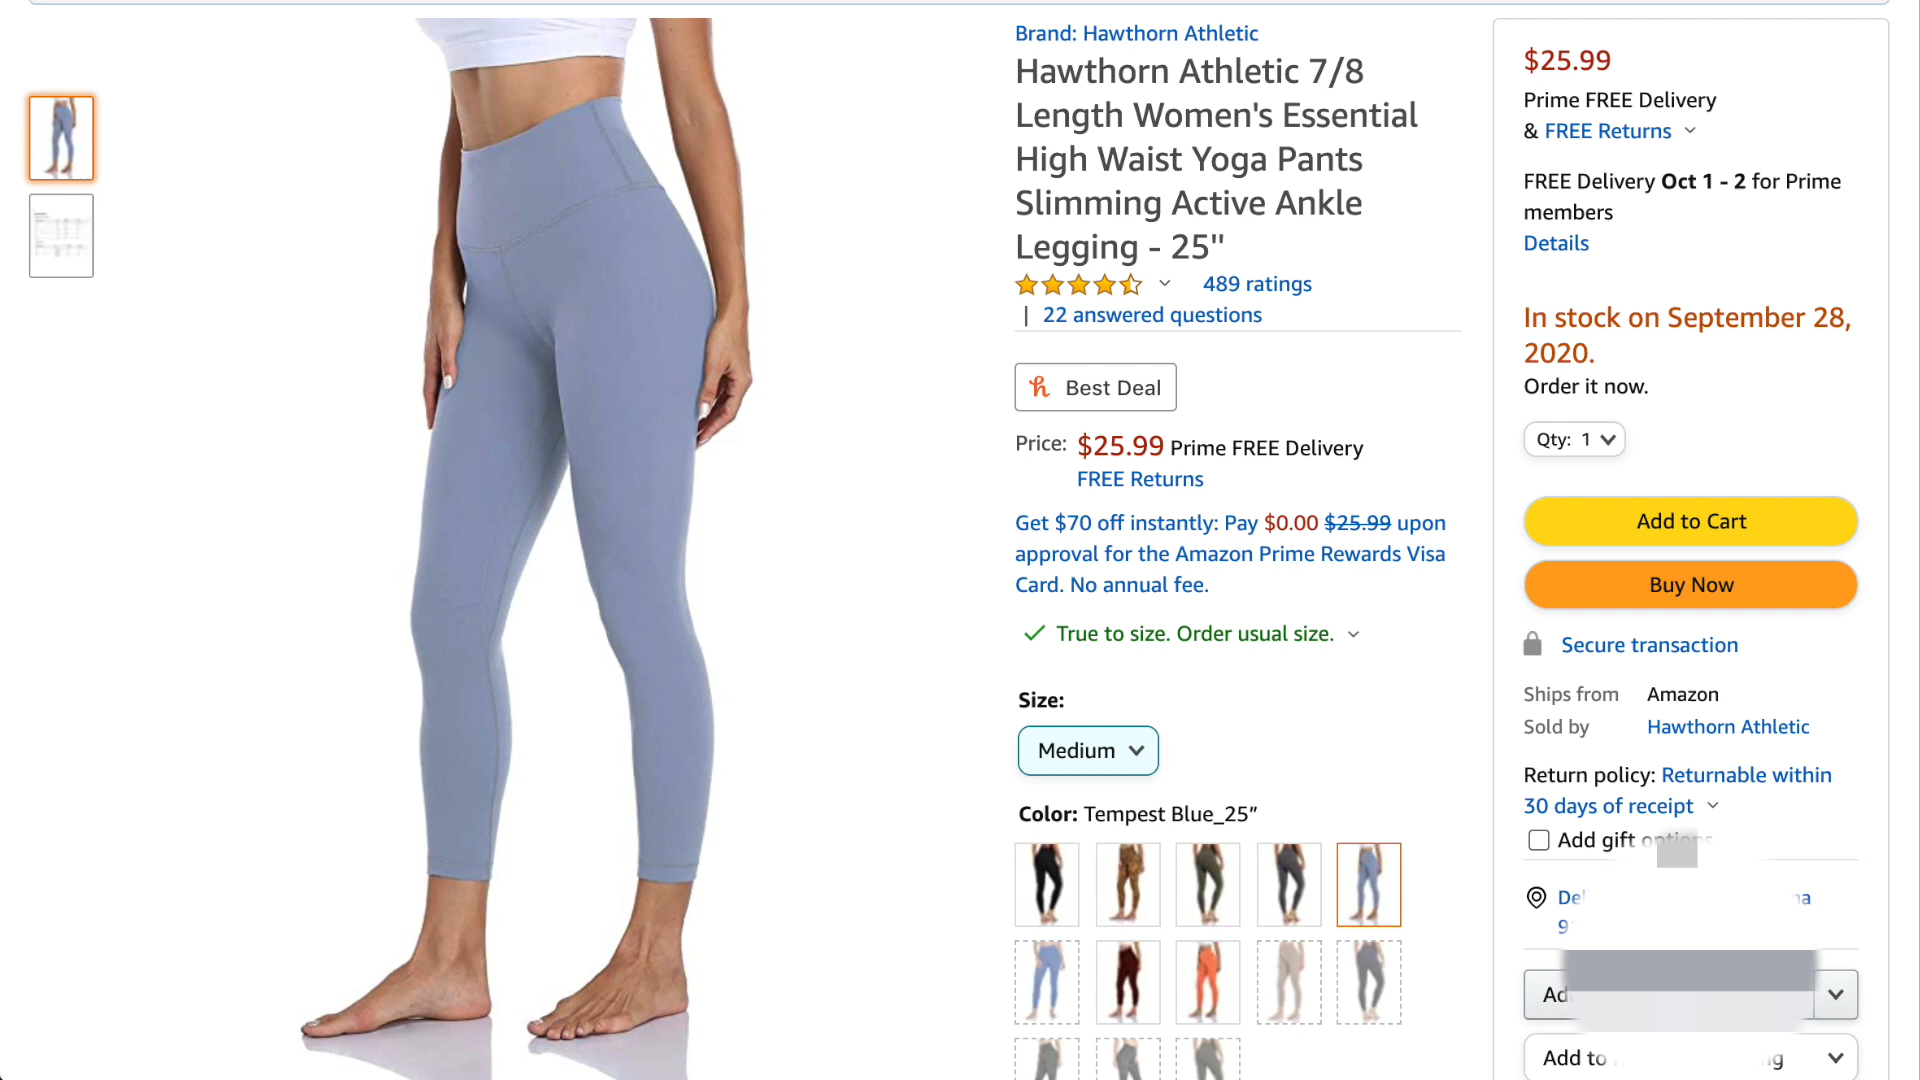 Brand: Hawthorn Athletic
Hawthorn Athletic 7/8
Length Women's Essential
High Waist Yoga Pants
Slimming Active Ankle
Legging - 25"
489 ratings
| 22 answered questions
Best Deal
Price: $25.99 Prime FREE Delivery
FREE Returns
Get $70 off instantly: Pay $0.00 $25.99 upon
approval for the Amazon Prime Rewards Visa
Card. No annual fee.
True to size. Order usual size.
Size:
Medium
Color: Tempest Blue_25”
$25.99
Prime FREE Delivery
& FREE Returns
FREE Delivery Oct 1 - 2 for Prime
members
Details
In stock on September 28,
2020.
Order it now.
Qty: 1
Add to Cart
Buy Now
Secure transaction
Ships from Amazon
Sold by Hawthorn Athletic
Return policy: Returnable within
30 days of receipt
Add gift options
Add to